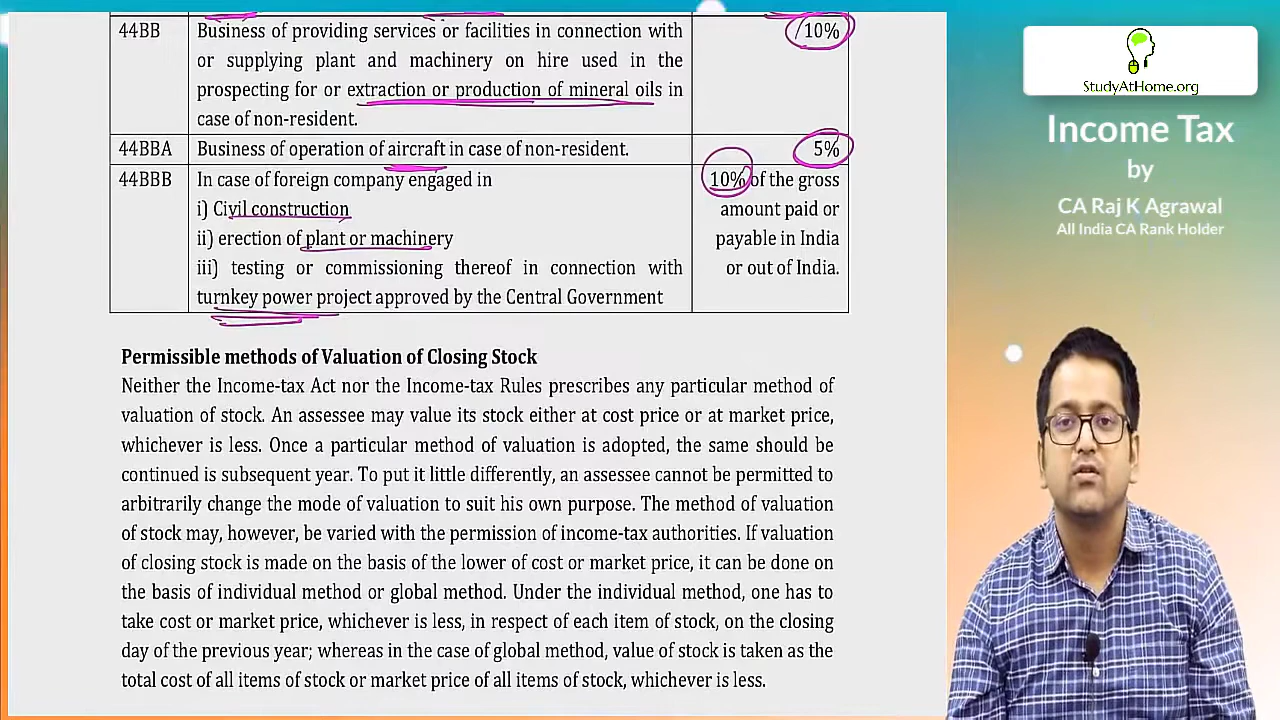 44BB Business of providing services or facilities in connection with /10%
or supplying plant and machinery on hire used in the
prospecting for or extraction or production of mineral oils in
case of non-resident.
44BBA Business of operation of aircraft in case of non-resident. 5%
44BBB In case of foreign company engaged in 10% of the gross
i) Civil construction amount paid or
ii) erection of plant or machinery payable in India
iii) testing or commissioning thereof in connection with or out of India.
turnkey power project approved by the Central Government
Permissible methods of Valuation of Closing Stock
Neither the Income-tax Act nor the Income-tax Rules prescribes any particular method of
valuation of stock. An assessee may value its stock either at cost price or at market price,
whichever is less. Once a particular method of valuation is adopted, the same should be
continued is subsequent year. To put it little differently, an assessee cannot be permitted to
arbitrarily change the mode of valuation to suit his own purpose. The method of valuation
of stock may, however, be varied with the permission of income-tax authorities. If valuation
of closing stock is made on the basis of the lower of cost or market price, it can be done on
the basis of individual method or global method. Under the individual method, one has to
take cost or market price, whichever is less, in respect of each item of stock, on the closing
day of the previous year; whereas in the case of global method, value of stock is taken as the
total cost of all items of stock or market price of all items of stock, whichever is less.
StudyAtHome.org
Income Tax
by
CA Raj K Agrawal
All India CA Rank Holder